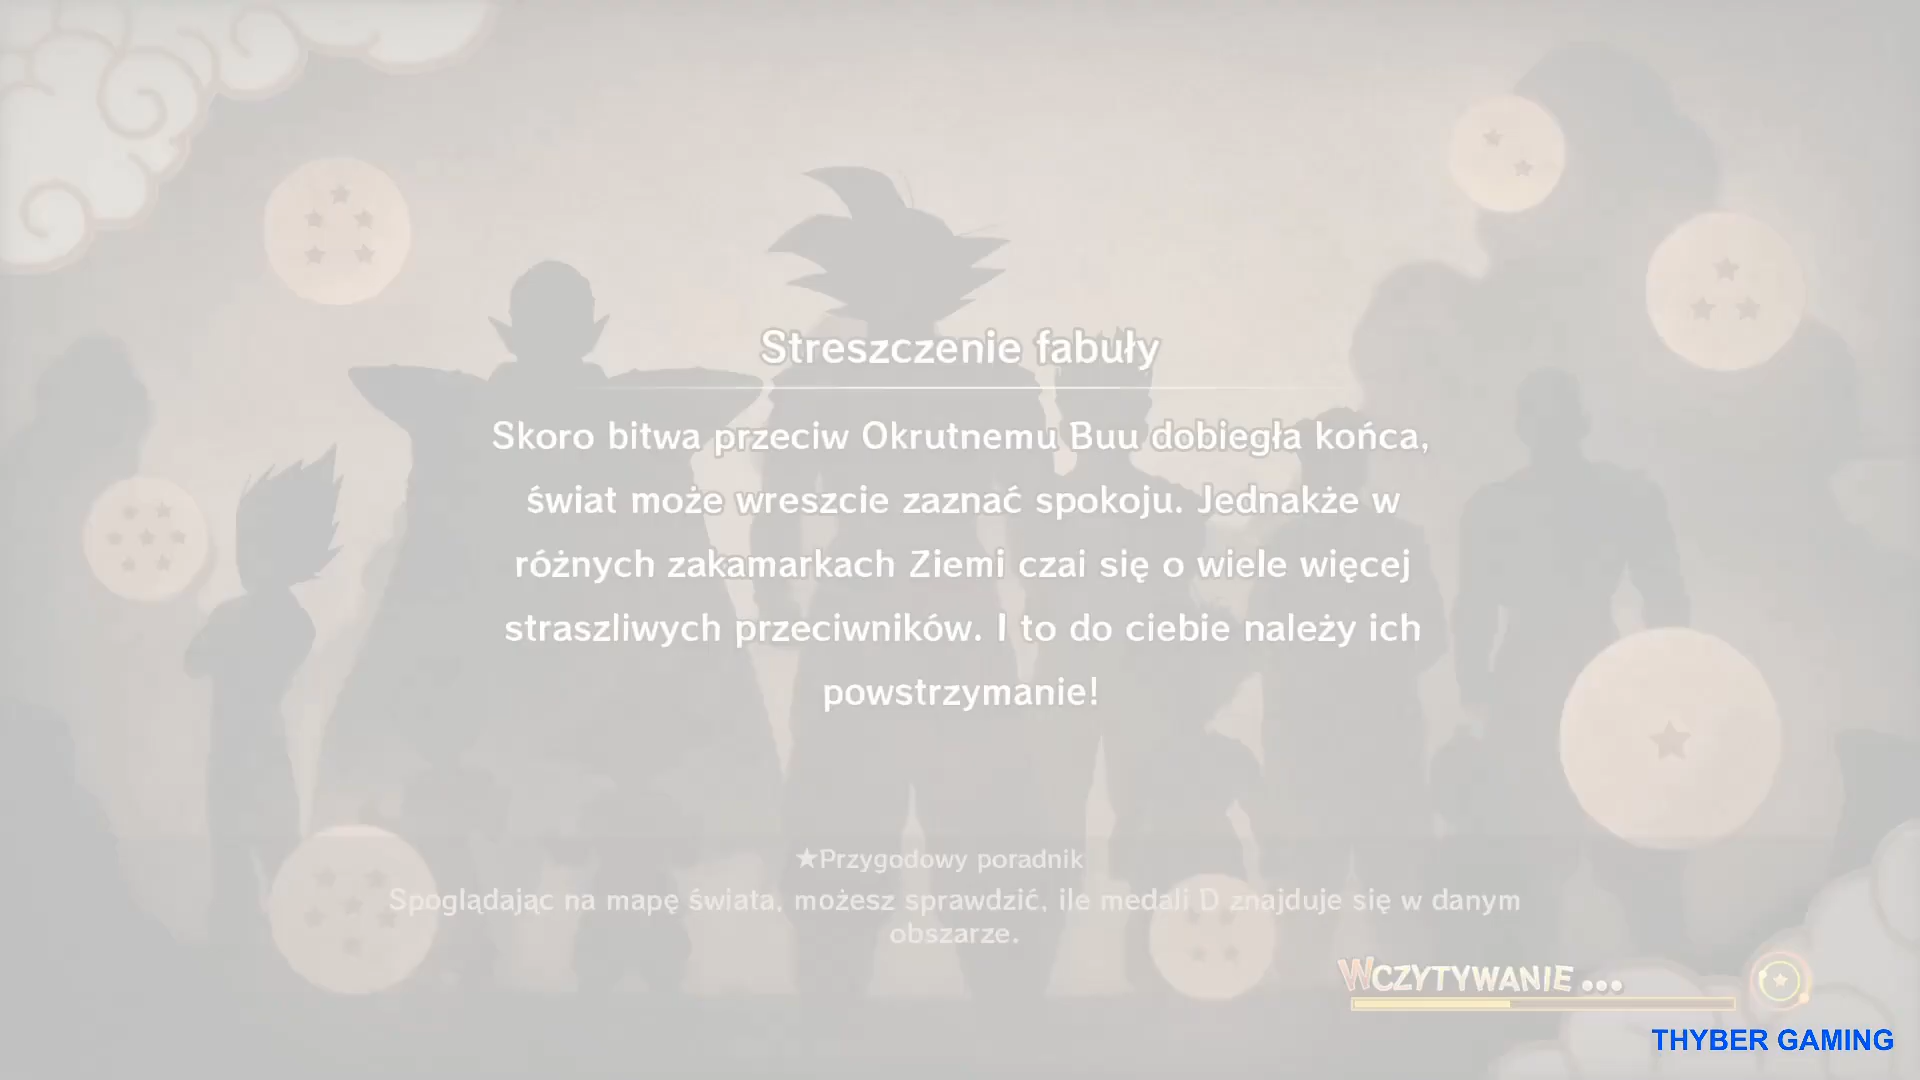 Streszczenie fabuły
Skoro bitwa przeciw Okrutnemu Buu dobiegła końca,
świat może wreszcie zaznać spokoju. Jednakże w
różnych zakamarkach Ziemi czai się o wiele więcej
straszliwych przeciwników. I to do ciebie należy ich
powstrzymanie!
★Przygodowy poradnik
Spoglądając na mapę świata, możesz sprawdzić, ile medali D znajduje się w danym
obszarze.
WCZYTYWANIE ...
THYBER GAMING